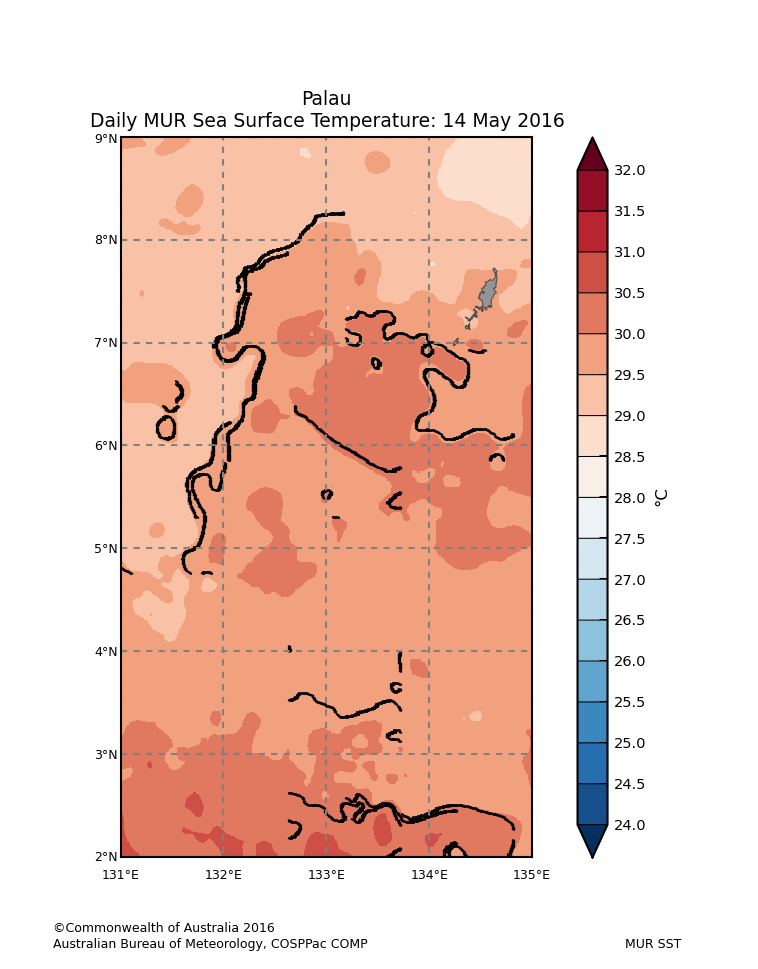 Palau
Daily MUR Sea Surface Temperature: 14 May 2016
9°N
8°N
7°N
6°N
5°N
4°N
3°N
2°N
131°E 132°E 133°E 134°E 135°E
32.0
31.5
31.0
30.5
30.0
29.5
29.0
28.5
28.0
27.5
27.0
26.5
26.0
25.5
25.0
24.5
24.0
°C
©Commonwealth of Australia 2016
Australian Bureau of Meteorology, COSPPac COMP
MUR SST